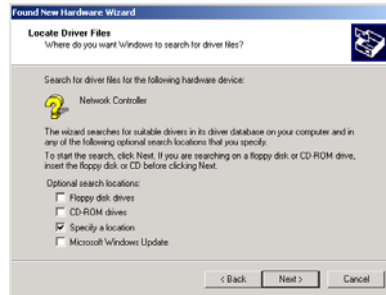 Found New Hardware Wizard
Locate Driver Files
Where do you want Windows to search for driver files?
Search for driver files for the following hardware device:
Network Controller
The wizard searches for suitable drivers in its driver database on your computer and in
any of the following optional search locations that you specify.
To start the search, click Next. If you are searching on a floppy disk or CD-ROM drive,
insert the floppy disk or CD before clicking Next.
Optional search locations:
Floppy disk drives
CD-ROM drives
Specify a location
Microsoft Windows Update
< Back Next > Cancel